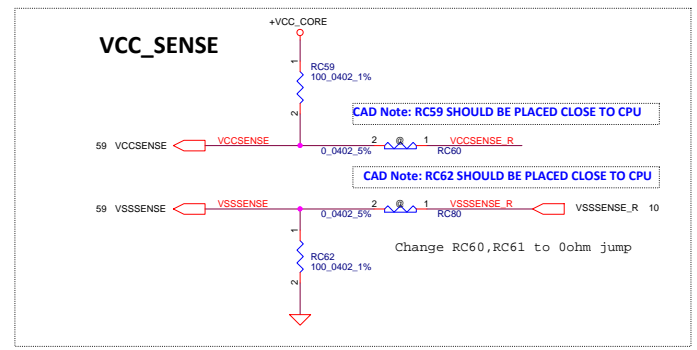 +VCC_CORE
VCC_SENSE
1
RC59
100_0402_1%
2
CAD Note: RC59 SHOULD BE PLACED CLOSE TO CPU
59 VCCSENSE VCCSENSE 2 @ 1 VCCSENSE_R
0_0402_5% RC60
CAD Note: RC62 SHOULD BE PLACED CLOSE TO CPU
59 VSSSENSE VSSSENSE 2 @ 1 VSSSENSE_R VSSSENSE_R 10
0_0402_5% RC80
1
RC62
100_0402_1%
2
Change RC60,RC61 to 0ohm jump